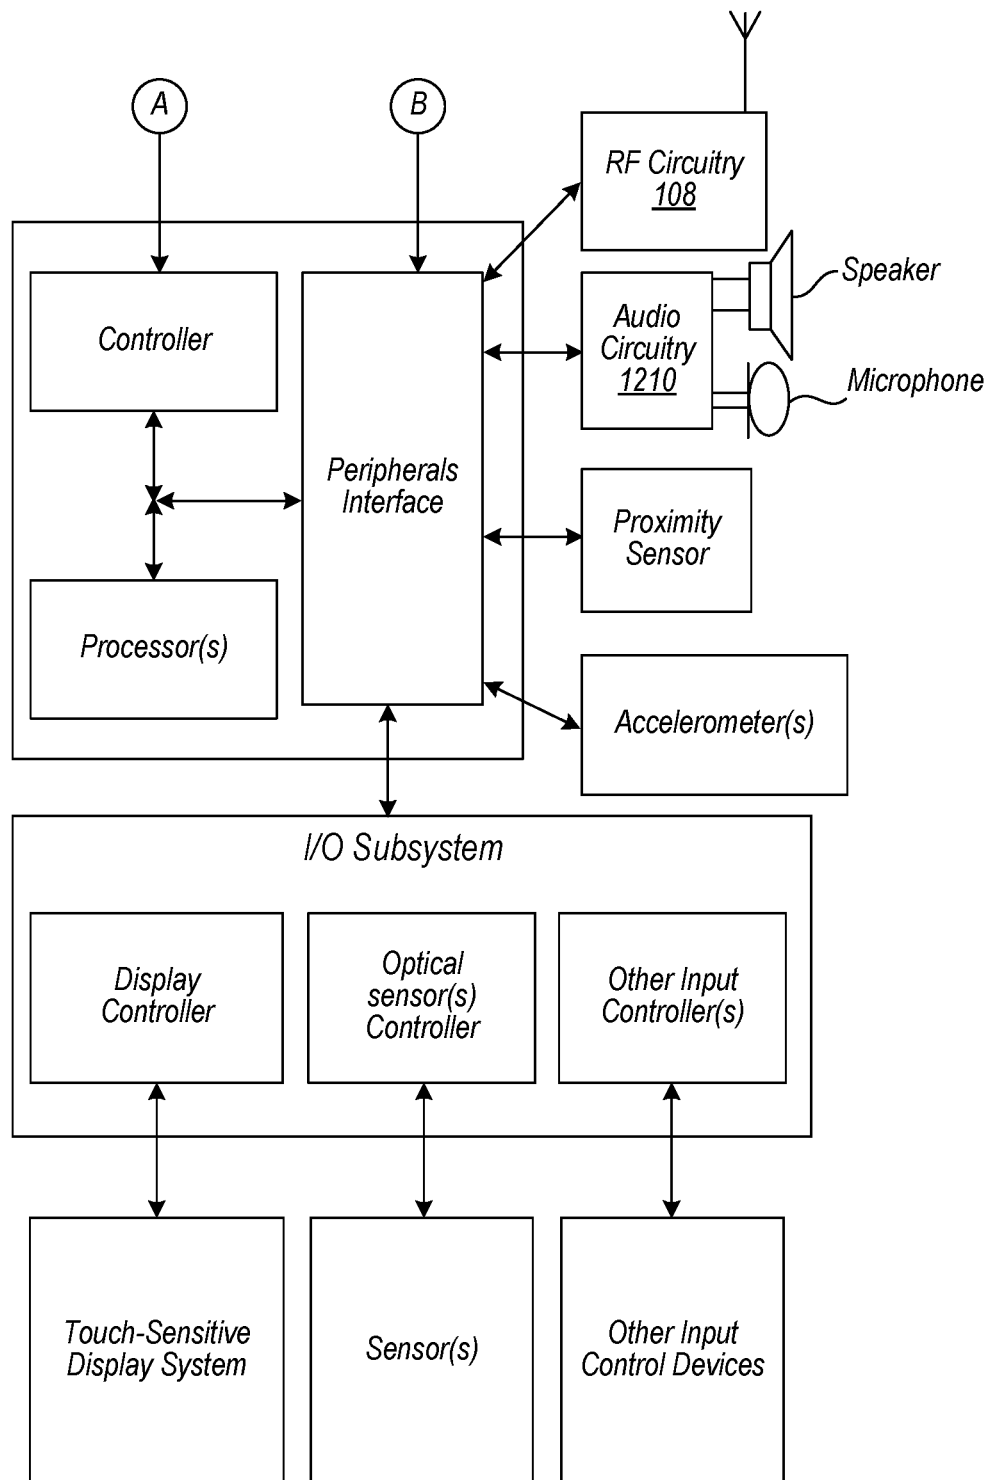 A
B
RF Circuitry
108
Speaker
Controller
Audio
Circuitry
1210
Microphone
Peripherals
Interface
Proximity
Sensor
Processor(s)
Accelerometer(s)
I/O Subsystem
Display
Controller
Optical
sensor(s)
Controller
Other Input
Controller(s)
Touch-Sensitive
Display System
Sensor(s)
Other Input
Control Devices